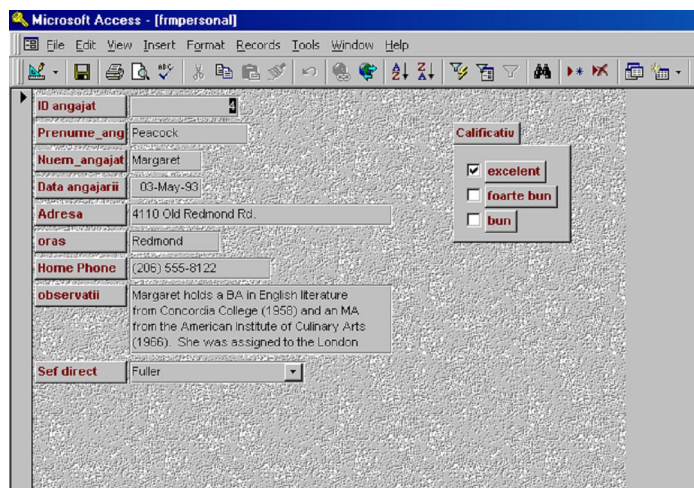 Microsoft Access - [frmpersonal]
File Edit View Insert Format Records Tools Window Help
ID angajat 4
Prenume_ang Peacock
Calificativ
Nuem_angajat Margaret
excelent
Data angajarii 03-May-93
foarte bun
Adresa 4110 Old Redmond Rd.
bun
oras Redmond
Home Phone (206) 555-8122
observatii Margaret holds a BA in English literature
from Concordia College (1958) and an MA
from the American Institute of Culinary Arts
(1966). She was assigned to the London
Sef direct Fuller